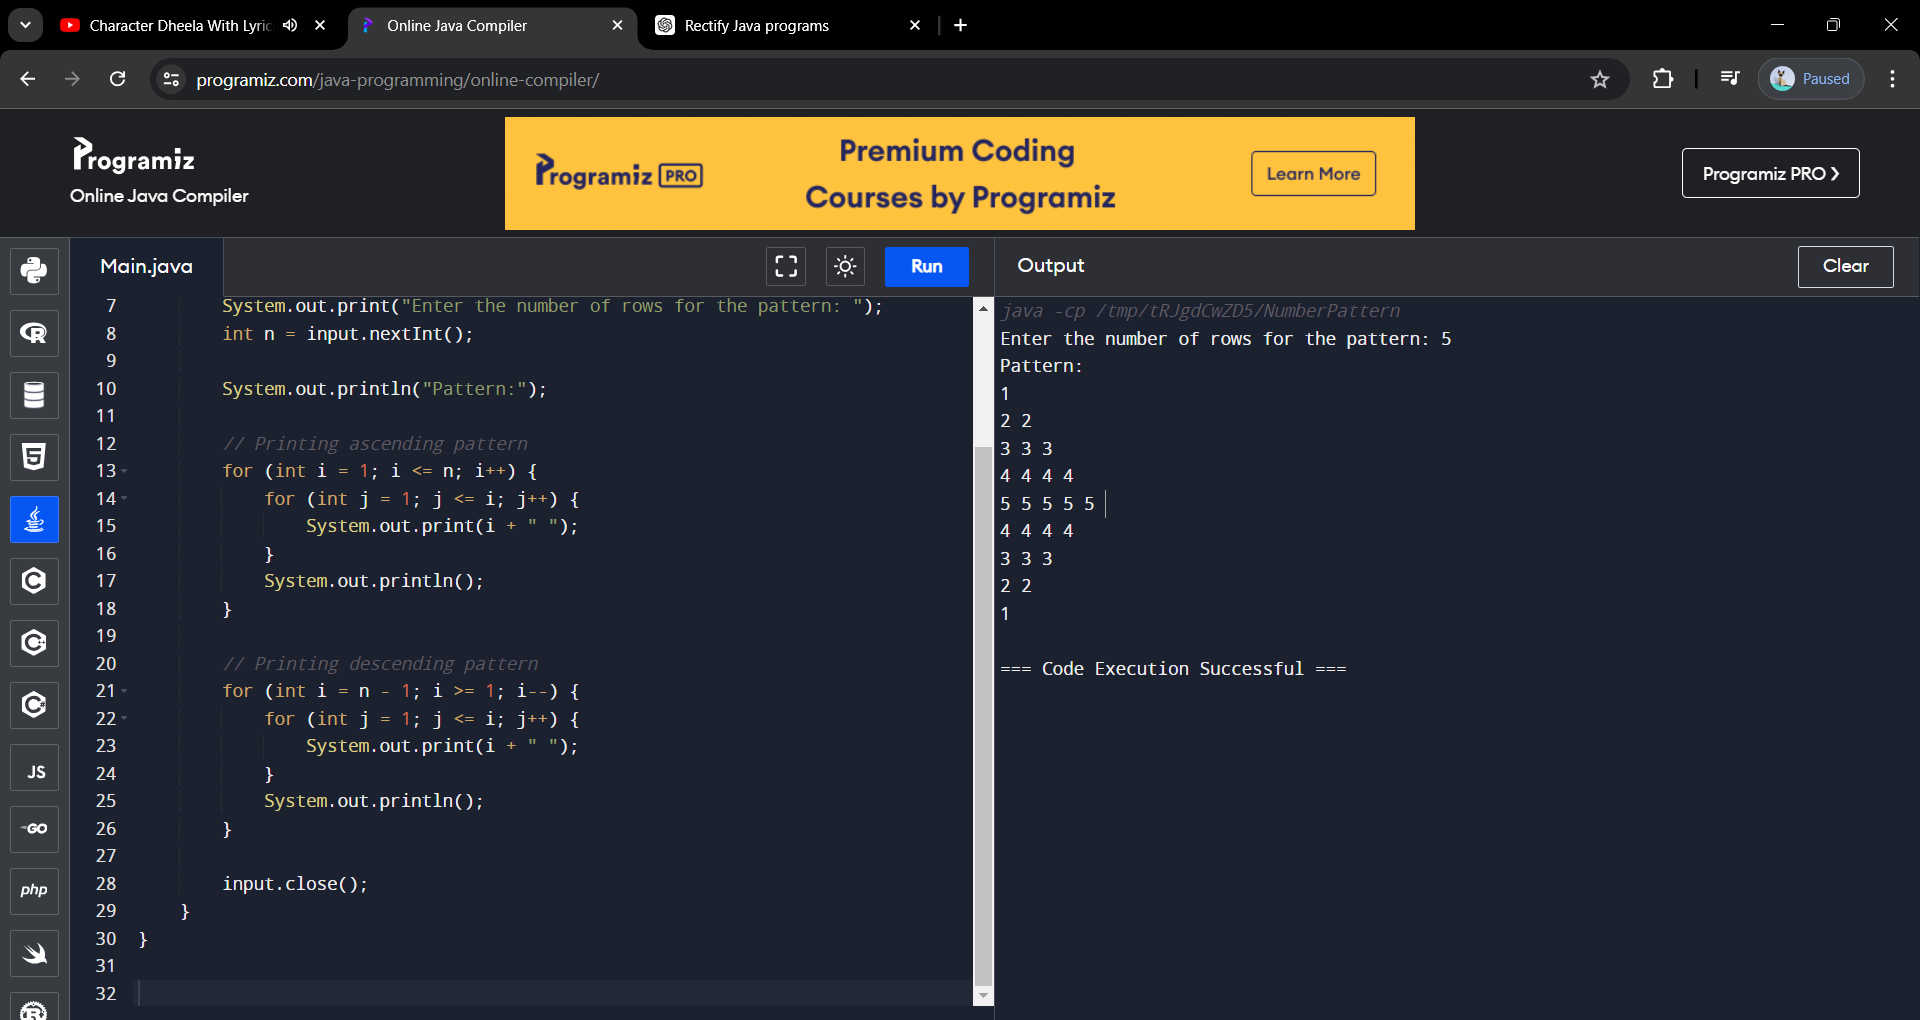 Character Dheela With Lyric
Online Java Compiler
Rectify Java programs
programiz.com/java-programming/online-compiler/
Paused
Programiz
Online Java Compiler
Programiz PRO
Premium Coding
Courses by Programiz
Learn More
Programiz PRO
Main.java
Run
Output
Clear
7 System.out.print("Enter the number of rows for the pattern: ");
8 int n = input.nextInt();
9
10 System.out.println("Pattern:");
11
12 // Printing ascending pattern
13 for (int i = 1; i <= n; i++) {
14 for (int j = 1; j <= i; j++) {
15 System.out.print(i + " ");
16 }
17 System.out.println();
18 }
19
20 // Printing descending pattern
21 for (int i = n - 1; i >= 1; i--) {
22 for (int j = 1; j <= i; j++) {
23 System.out.print(i + " ");
24 }
25 System.out.println();
26 }
27
28 input.close();
29 }
30 }
31
32
java -cp /tmp/tRJgdCwZD5/NumberPattern
Enter the number of rows for the pattern: 5
Pattern:
1
2 2
3 3 3
4 4 4 4
5 5 5 5 5
4 4 4 4
3 3 3
2 2
1
=== Code Execution Successful ===
JS
GO
php